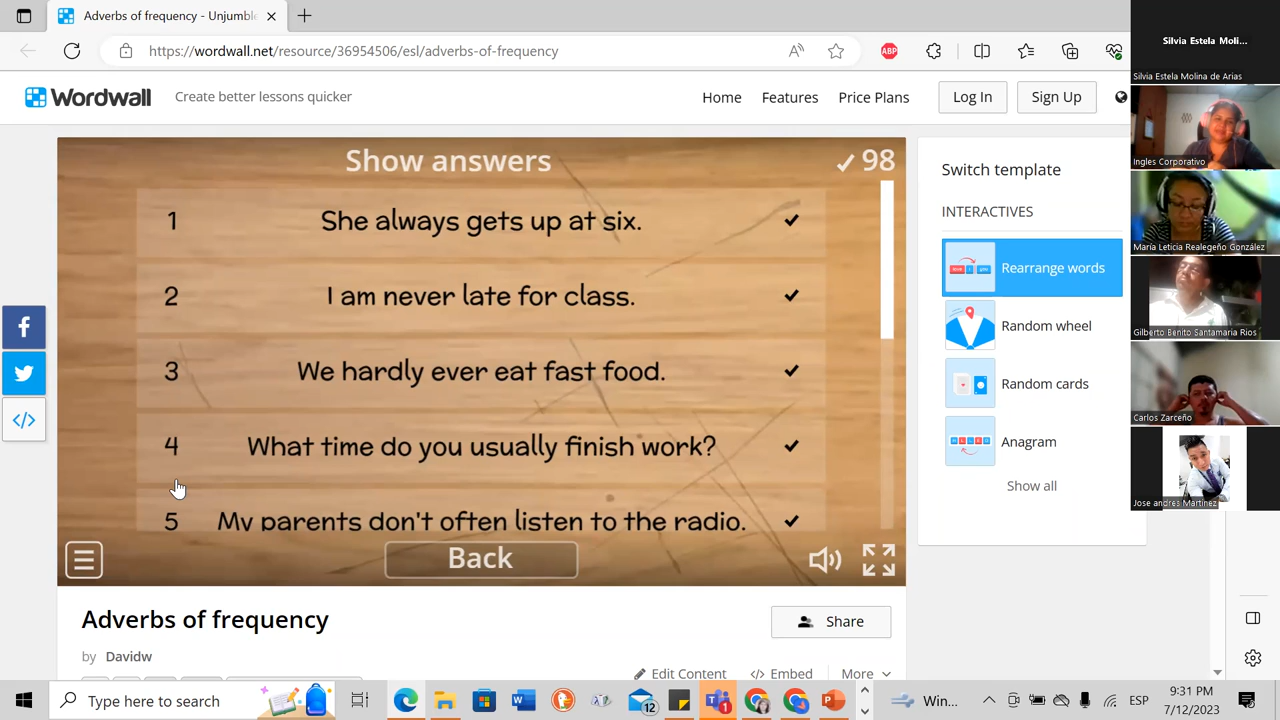 Adverbs of frequency - Unjumble
https://wordwall.net/resource/36954506/esl/adverbs-of-frequency
ABP
Wordwall
Create better lessons quicker
Home
Features
Price Plans
Log In
Sign Up
Silvia Estela Moli...
Silvia Estela Molina de Arias
Ingles Corporativo
María Leticia Realegeño González
Gilberto Benito Santamaria Rios
Carlos Zarceño
Jose andres Martinez
Show answers
98
1 She always gets up at six.
2 I am never late for class.
3 We hardly ever eat fast food.
4 What time do you usually finish work?
5 My parents don't often listen to the radio.
Back
Switch template
INTERACTIVES
Rearrange words
Random wheel
Random cards
Anagram
Show all
Adverbs of frequency
Share
by Davidw
Edit Content
Embed
More
Type here to search
12
1
Win...
ESP
9:31 PM
7/12/2023